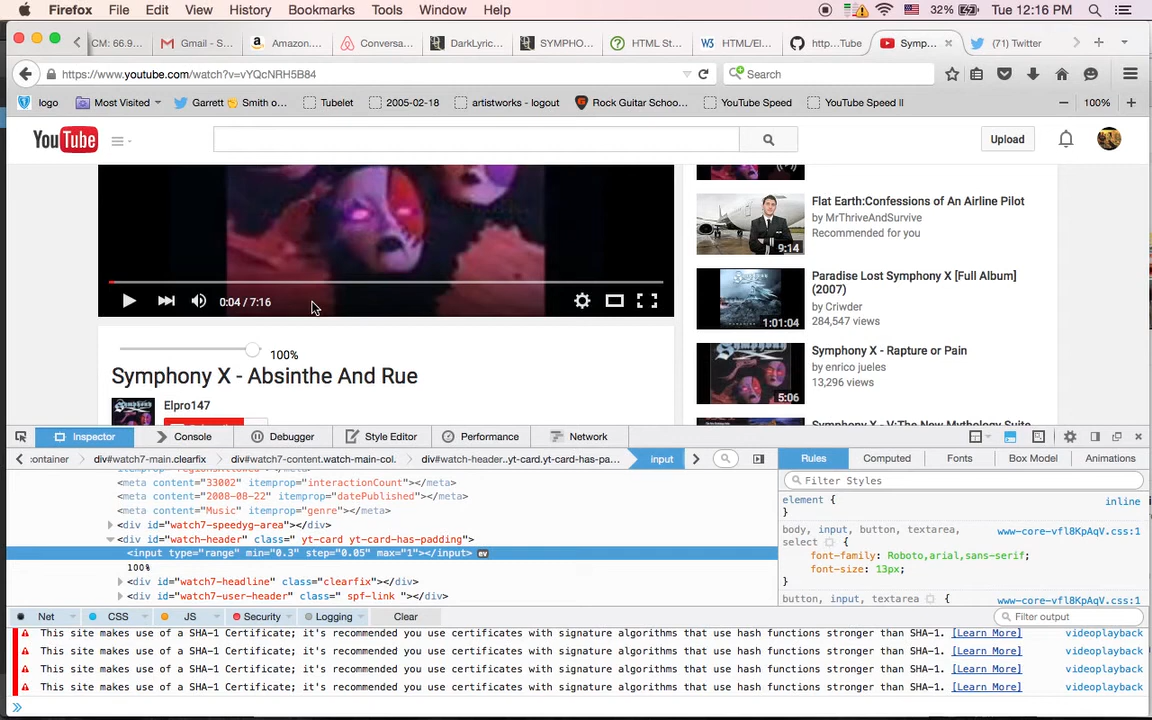 Firefox File Edit View History Bookmarks Tools Window Help 32% Tue 12:16 PM
CM: 66.9... Gmail - S... Amazon.... Conversa... DarkLyric... SYMPHO... HTML St... HTML/El... http...Tube Symp... (71) Twitter
https://www.youtube.com/watch?v=vYQcNRH5B84 Search
logo Most Visited Garrett Smith o... Tubelet 2005-02-18 artistworks - logout Rock Guitar Schoo... YouTube Speed YouTube Speed II 100%
YouTube Upload
Flat Earth:Confessions of An Airline Pilot
by MrThriveAndSurvive
Recommended for you
9:14
Paradise Lost Symphony X [Full Album]
(2007)
by Criwder
284,547 views
1:01:04
0:04 / 7:16
100%
Symphony X - Rapture or Pain
by enrico jueles
13,296 views
5:06
Symphony X - Absinthe And Rue
Elpro147
Symphony X - V:The New Mythology Suite
Inspector Console Debugger Style Editor Performance Network
:ontainer div#watch7-main.clearfix div#watch7-content.watch-main-col. div#watch-header..yt-card.yt-card-has-pa... input
Rules Computed Fonts Box Model Animations
<meta content="33002" itemprop="interactionCount"></meta>
<meta content="2008-08-22" itemprop="datePublished"></meta>
<meta content="Music" itemprop="genre"></meta>
<div id="watch7-speedyg-area"></div>
<div id="watch7-header" class=" yt-card yt-card-has-padding">
<input type="range" min="0.3" step="0.05" max="1"></input> ev
100%
<div id="watch7-headline" class="clearfix"></div>
<div id="watch7-user-header" class=" spf-link "></div>
Filter Styles
element { inline
}
body, input, button, textarea, www-core-vfl8KpAqV.css:1
select {
font-family: Roboto,arial,sans-serif;
font-size: 13px;
}
button, input, textarea { www-core-vfl8KpAqV.css:1
Net CSS JS Security Logging Clear Filter output
This site makes use of a SHA-1 Certificate; it's recommended you use certificates with signature algorithms that use hash functions stronger than SHA-1. [Learn More] videoplayback
This site makes use of a SHA-1 Certificate; it's recommended you use certificates with signature algorithms that use hash functions stronger than SHA-1. [Learn More] videoplayback
This site makes use of a SHA-1 Certificate; it's recommended you use certificates with signature algorithms that use hash functions stronger than SHA-1. [Learn More] videoplayback
This site makes use of a SHA-1 Certificate; it's recommended you use certificates with signature algorithms that use hash functions stronger than SHA-1. [Learn More] videoplayback